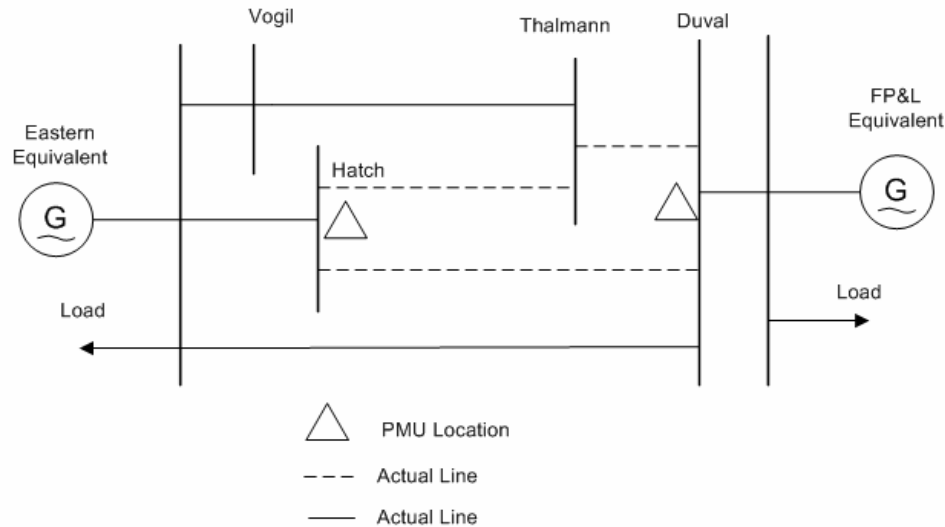 Vogil
Thalmann
Duval
Eastern
Equivalent
FP&L
Equivalent
Hatch
G
G
Load
Load
PMU Location
Actual Line
Actual Line